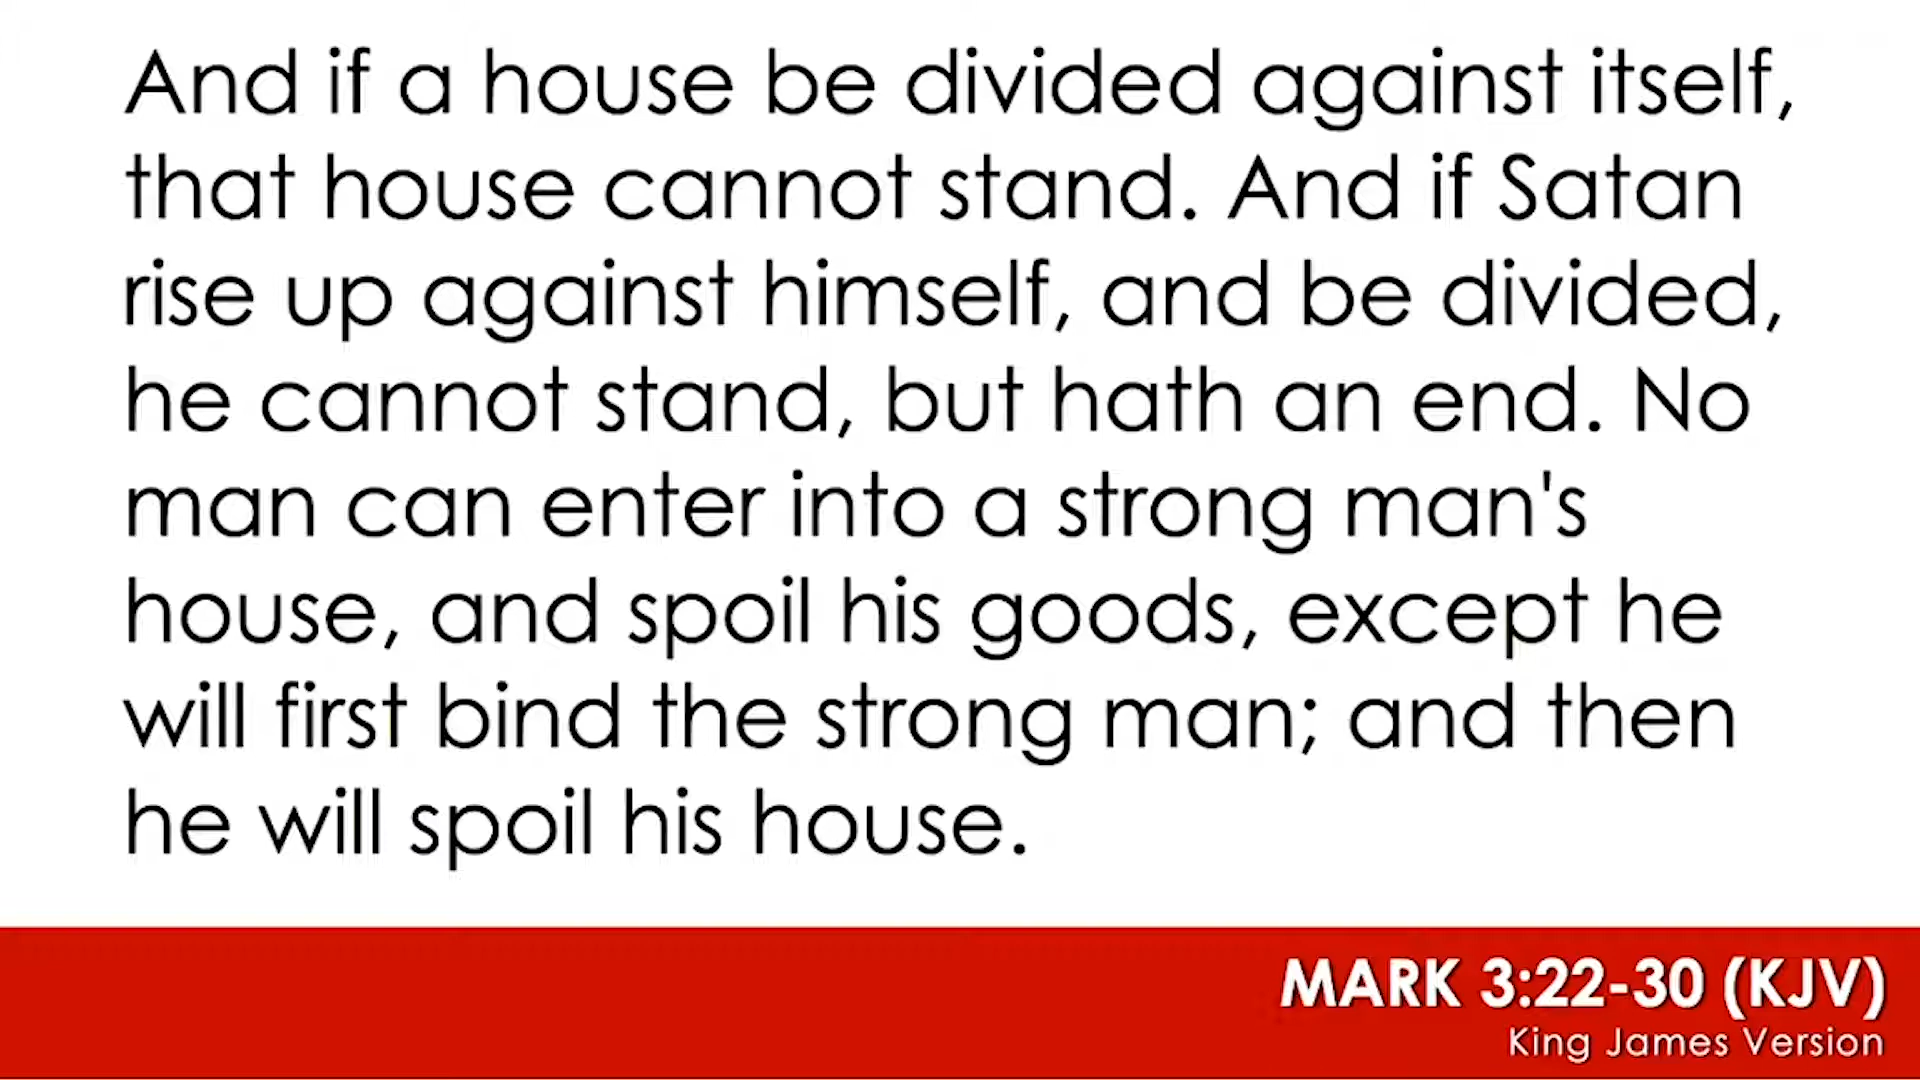 And if a house be divided against itself,
that house cannot stand. And if Satan
rise up against himself, and be divided,
he cannot stand, but hath an end. No
man can enter into a strong man's
house, and spoil his goods, except he
will first bind the strong man; and then
he will spoil his house.
MARK 3:22-30 (KJV)
King James Version